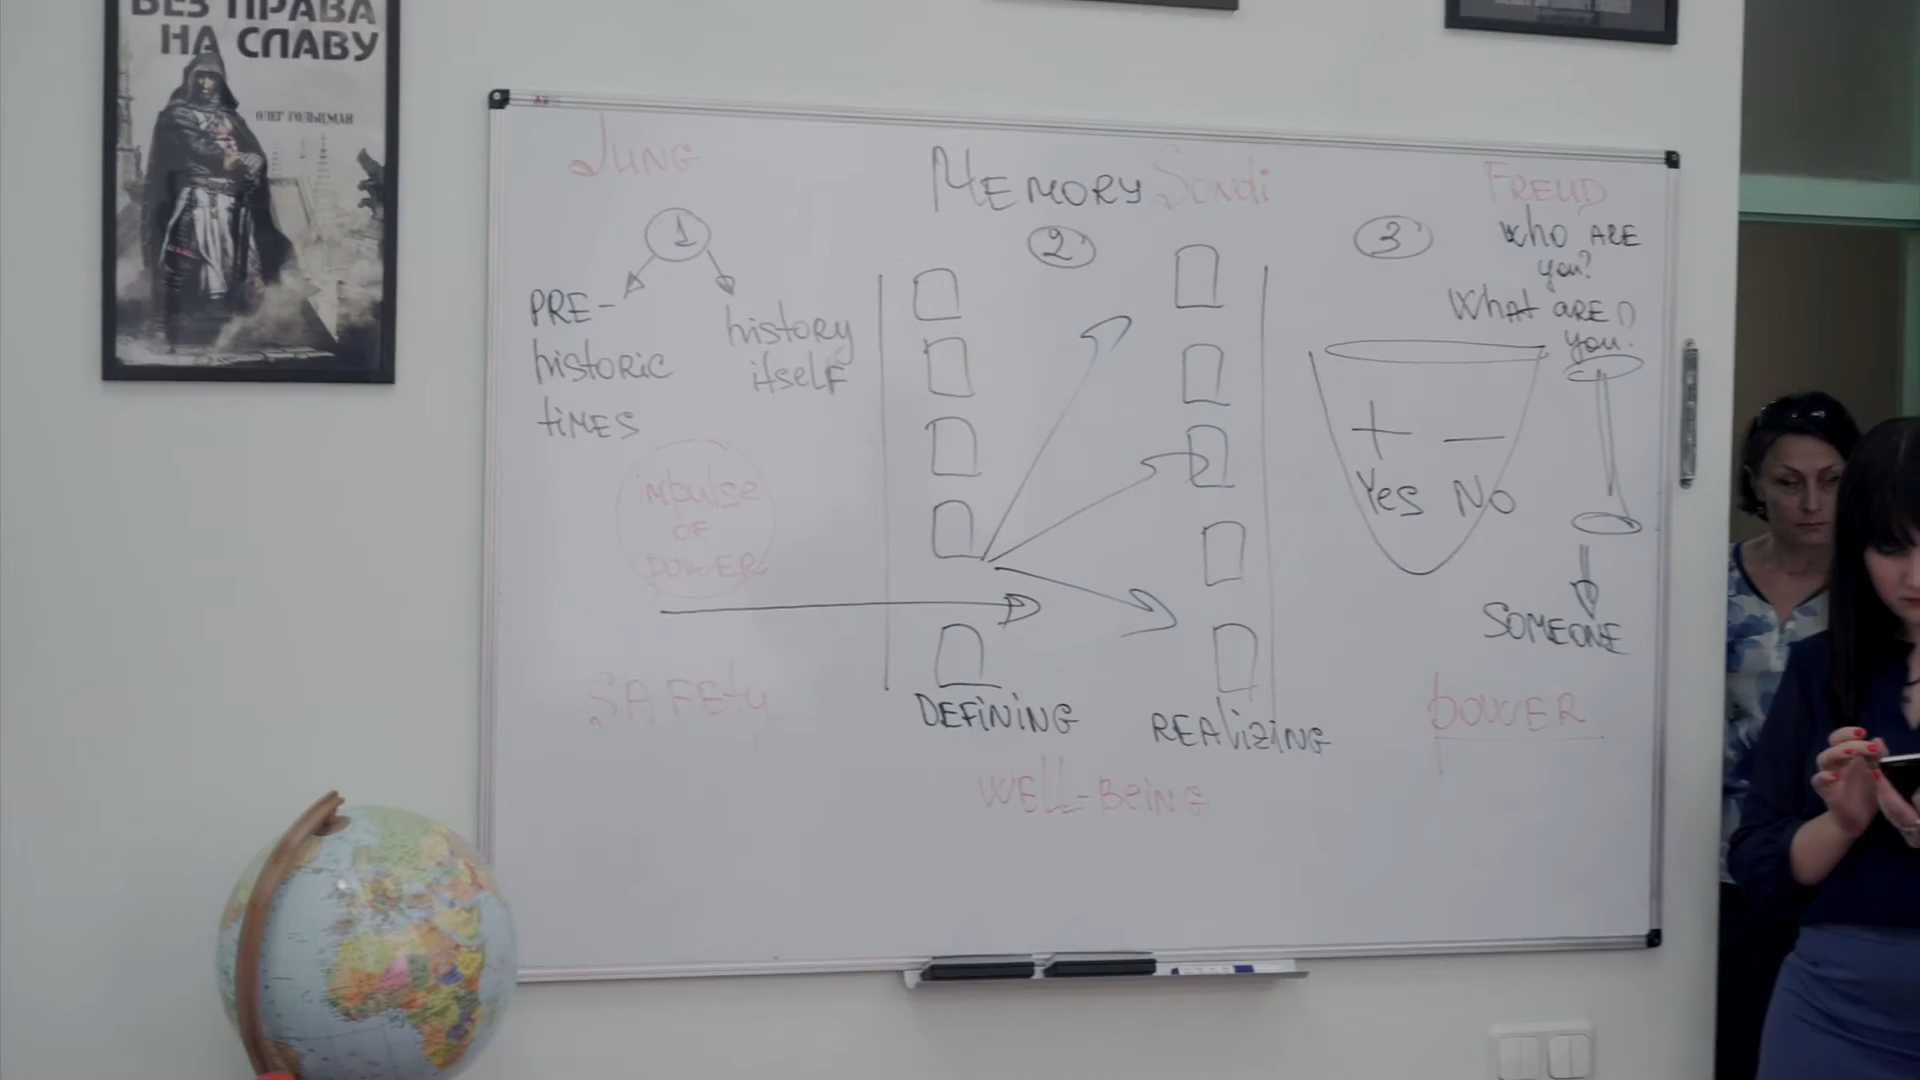 БЕЗ ПРАВА
НА СЛАВУ
ОЛЕГ ГОЛЬЦМАН
JUNG
MEMORY Sondi
FREUD
1
2
3
PRE-
historic
times
history
itself
impulse
OF
POWER
SAFEty
DEFiNiNG
REAlizING
WEll-BeiNG
Who ARE
you?
What aRE
you.
+ –
Yes No
SOMEONE
POWER